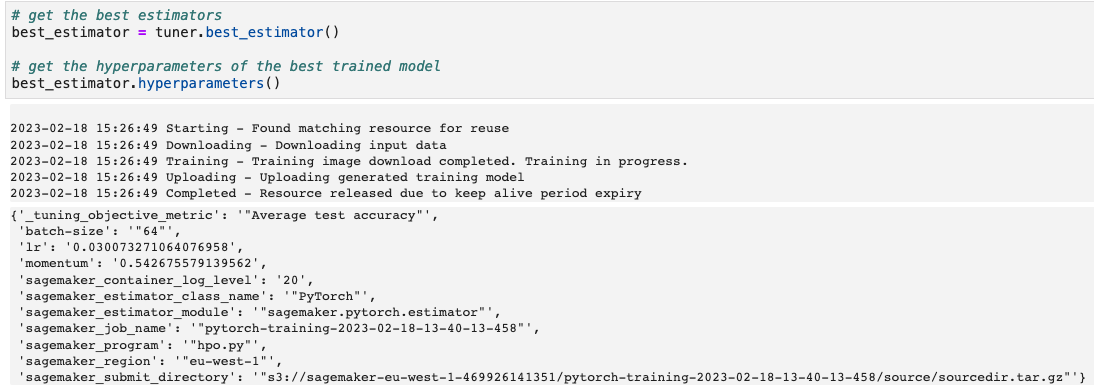 # get the best estimators
best_estimator = tuner.best_estimator()
# get the hyperparameters of the best trained model
best_estimator.hyperparameters()
2023-02-18 15:26:49 Starting - Found matching resource for reuse
2023-02-18 15:26:49 Downloading - Downloading input data
2023-02-18 15:26:49 Training - Training image download completed. Training in progress.
2023-02-18 15:26:49 Uploading - Uploading generated training model
2023-02-18 15:26:49 Completed - Resource released due to keep alive period expiry
{'_tuning_objective_metric': '"Average test accuracy"',
 'batch-size': '"64"',
 'lr': '0.030073271064076958',
 'momentum': '0.542675579139562',
 'sagemaker_container_log_level': '20',
 'sagemaker_estimator_class_name': '"PyTorch"',
 'sagemaker_estimator_module': '"sagemaker.pytorch.estimator"',
 'sagemaker_job_name': '"pytorch-training-2023-02-18-13-40-13-458"',
 'sagemaker_program': '"hpo.py"',
 'sagemaker_region': '"eu-west-1"',
 'sagemaker_submit_directory': '"s3://sagemaker-eu-west-1-469926141351/pytorch-training-2023-02-18-13-40-13-458/source/sourcedir.tar.gz"'}